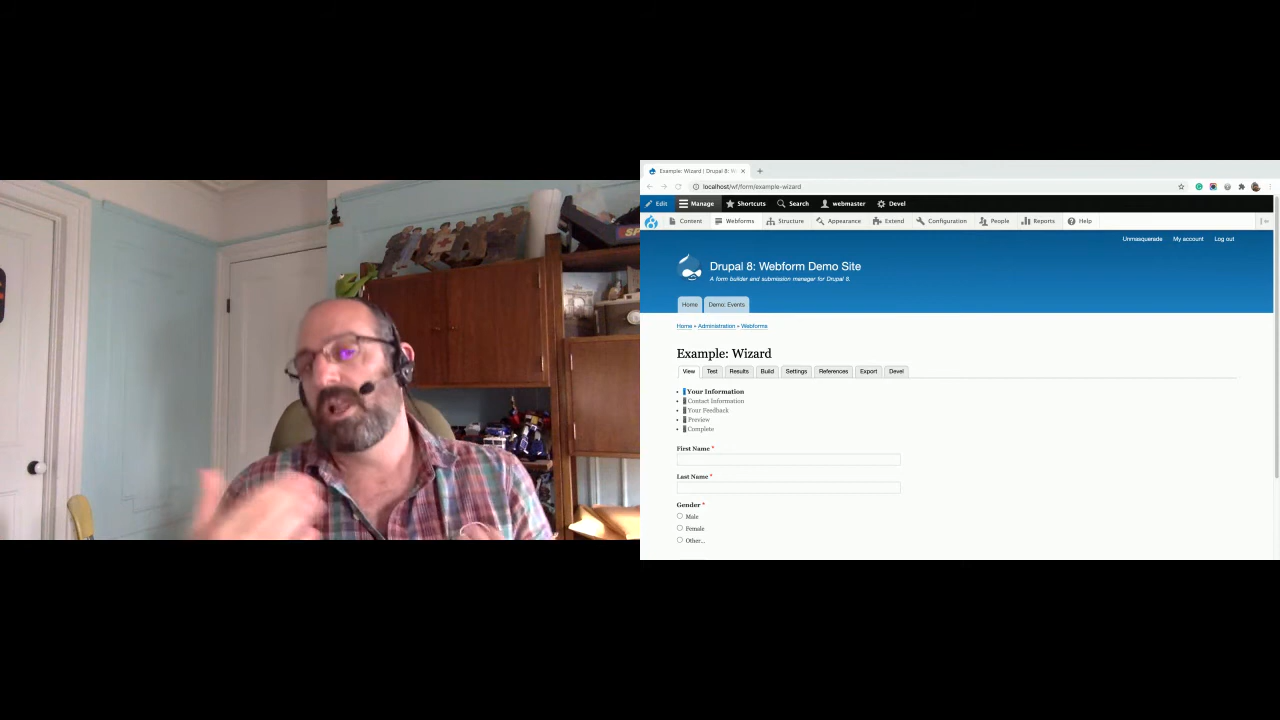 SP
Example: Wizard | Drupal 8: W
localhost/wf/form/example-wizard
Edit Manage Shortcuts Search webmaster Devel
Content Webforms Structure Appearance Extend Configuration People Reports Help
Unmasquerade My account Log out
Drupal 8: Webform Demo Site
A form builder and submission manager for Drupal 8.
Home Demo: Events
Home » Administration » Webforms
Example: Wizard
View Test Results Build Settings References Export Devel
Your Information
Contact Information
Your Feedback
Preview
Complete
First Name *
Last Name *
Gender *
Male
Female
Other...